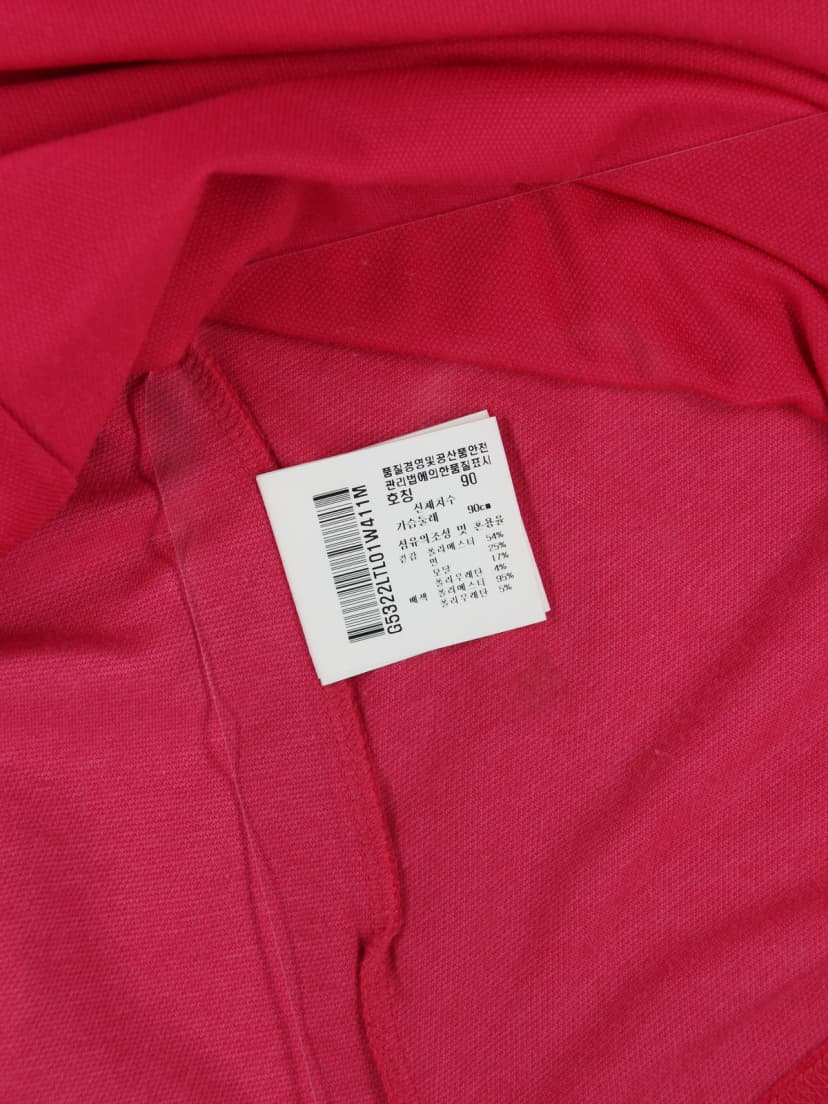 품질경영및공산품안전
관리법에의한품질표시
호칭 90
신체치수
가슴둘레 90c■
섬유의조성 및 혼용율
겉감 폴리에스터 54%
면 25%
모달 17%
폴리우레탄 4%
배색 폴리에스터 95%
폴리우레탄 5%
G5322LTL01W411M